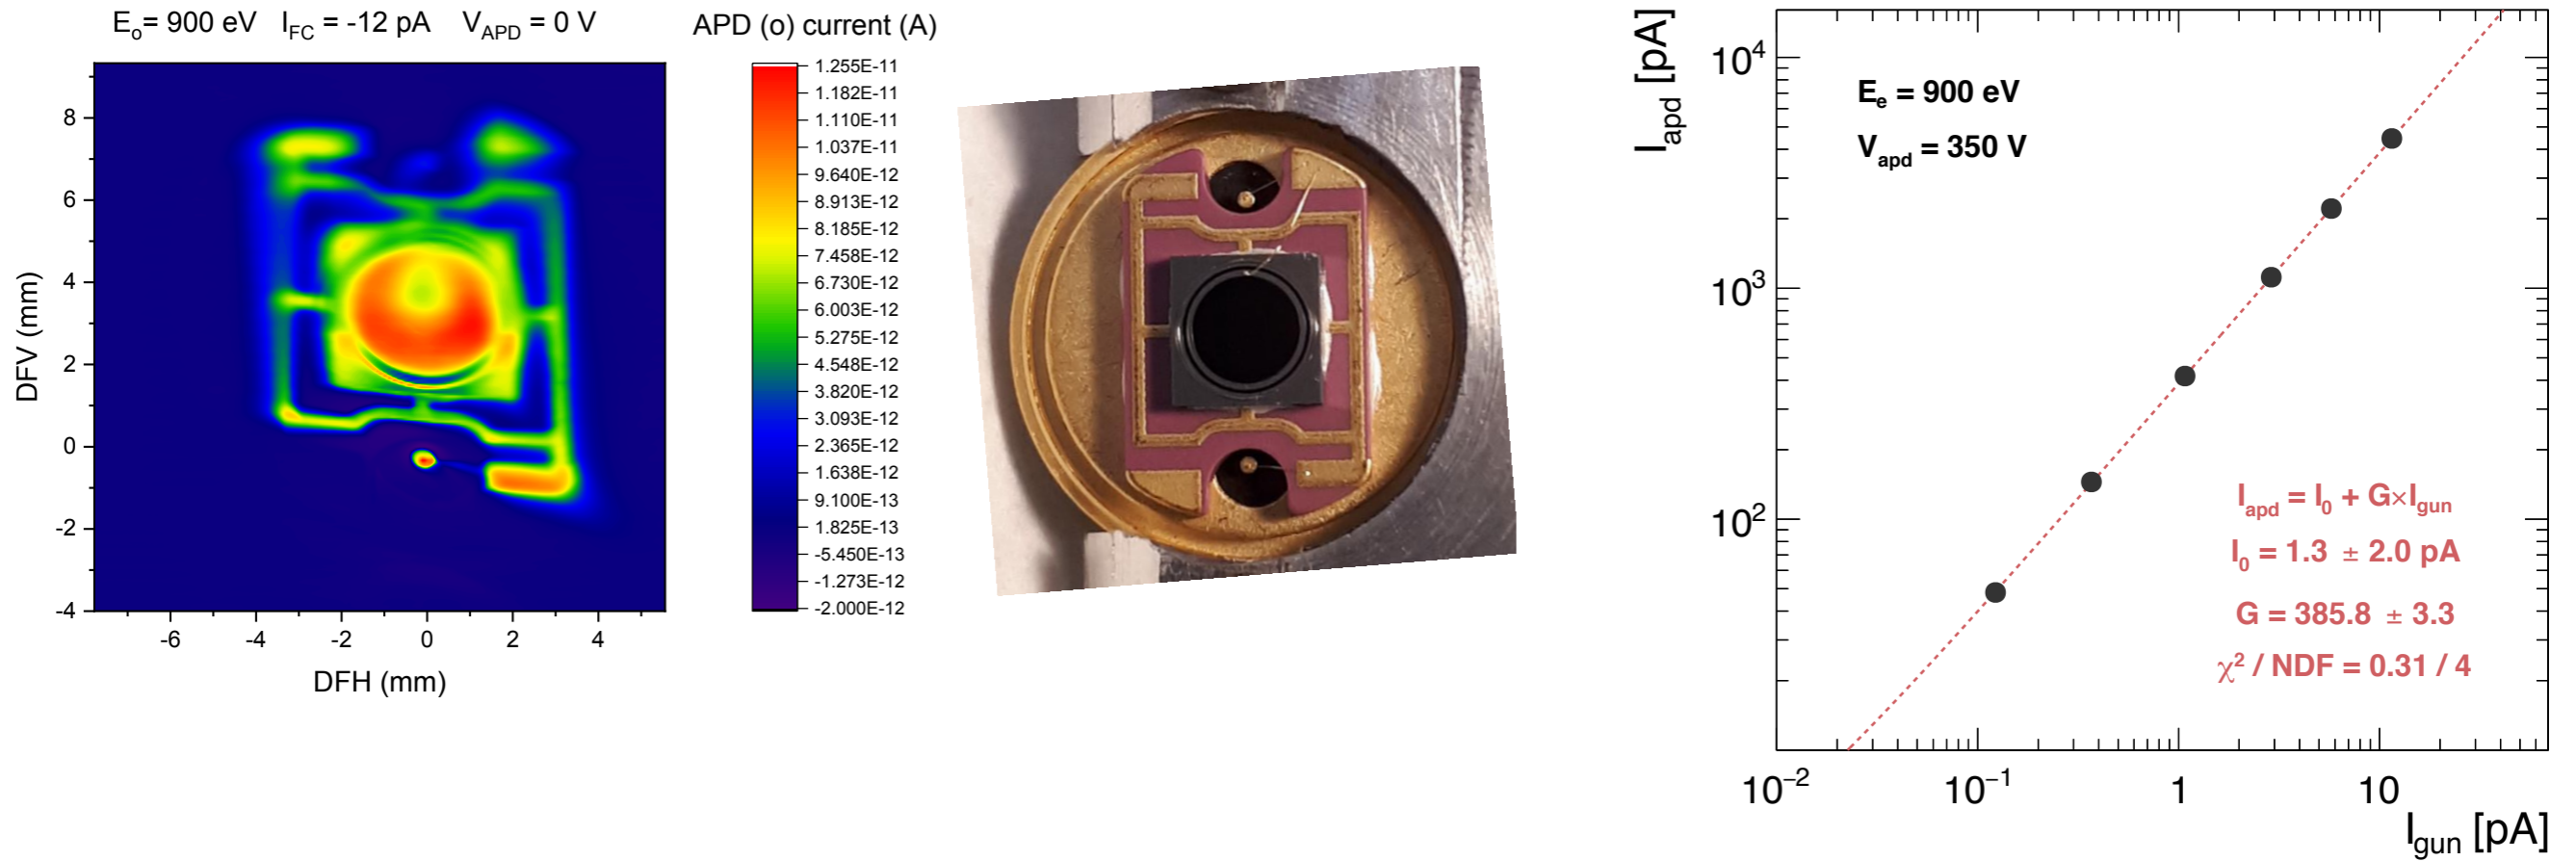 E₀= 900 eV I_FC = -12 pA V_APD = 0 V
APD (o) current (A)
8
6
4
2
0
-2
-4
DFV (mm)
-6 -4 -2 0 2 4
DFH (mm)
1.255E-11
1.182E-11
1.110E-11
1.037E-11
9.640E-12
8.913E-12
8.185E-12
7.458E-12
6.730E-12
6.003E-12
5.275E-12
4.548E-12
3.820E-12
3.093E-12
2.365E-12
1.638E-12
9.100E-13
1.825E-13
-5.450E-13
-1.273E-12
-2.000E-12
I_apd [pA]
10⁴
10³
10²
E_e = 900 eV
V_apd = 350 V
I_apd = I₀ + G×I_gun
I₀ = 1.3 ± 2.0 pA
G = 385.8 ± 3.3
χ² / NDF = 0.31 / 4
10⁻² 10⁻¹ 1 10
I_gun [pA]